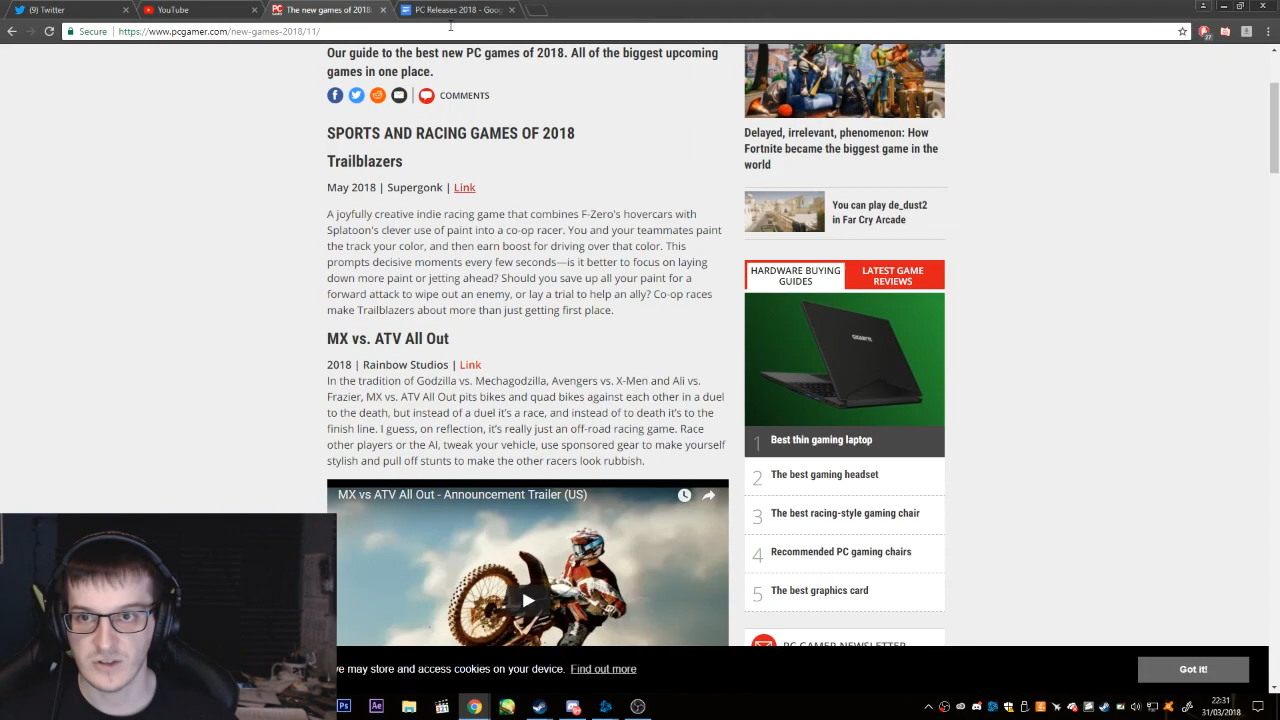 (9) Twitter
YouTube
The new games of 2018:
PC Releases 2018 - Goog
Secure
https://www.pcgamer.com/new-games-2018/11/
Our guide to the best new PC games of 2018. All of the biggest upcoming
games in one place.
COMMENTS
SPORTS AND RACING GAMES OF 2018
Trailblazers
May 2018 | Supergonk | Link
A joyfully creative indie racing game that combines F-Zero's hovercars with
Splatoon's clever use of paint into a co-op racer. You and your teammates paint
the track your color, and then earn boost for driving over that color. This
prompts decisive moments every few seconds—is it better to focus on laying
down more paint or jetting ahead? Should you save up all your paint for a
forward attack to wipe out an enemy, or lay a trial to help an ally? Co-op races
make Trailblazers about more than just getting first place.
MX vs. ATV All Out
2018 | Rainbow Studios | Link
In the tradition of Godzilla vs. Mechagodzilla, Avengers vs. X-Men and Ali vs.
Frazier, MX vs. ATV All Out pits bikes and quad bikes against each other in a duel
to the death, but instead of a duel it's a race, and instead of to death it's to the
finish line. I guess, on reflection, it's really just an off-road racing game. Race
other players or the AI, tweak your vehicle, use sponsored gear to make yourself
stylish and pull off stunts to make the other racers look rubbish.
MX vs ATV All Out - Announcement Trailer (US)
Delayed, irrelevant, phenomenon: How
Fortnite became the biggest game in the
world
You can play de_dust2
in Far Cry Arcade
HARDWARE BUYING
GUIDES
LATEST GAME
REVIEWS
GIGABYTE
1 Best thin gaming laptop
2 The best gaming headset
3 The best racing-style gaming chair
4 Recommended PC gaming chairs
5 The best graphics card
PC GAMER NEWSLETTER
we may store and access cookies on your device. Find out more
Got it!
Ps
Ae
22:31
31/03/2018